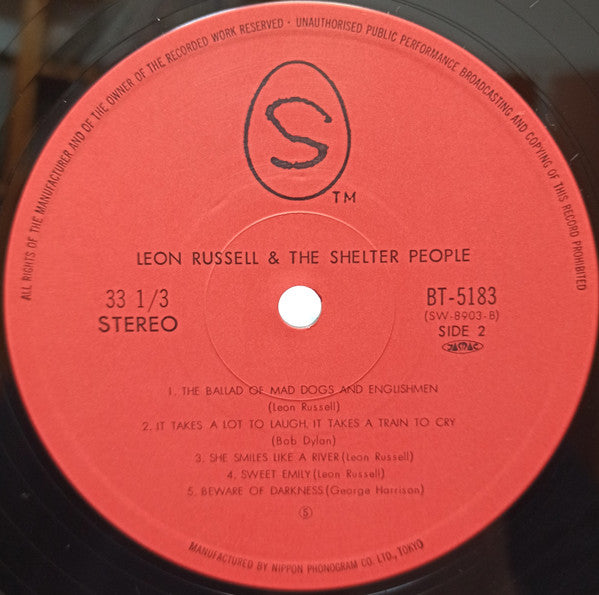 ALL RIGHTS OF THE MANUFACTURER AND OF THE OWNER OF THE RECORDED WORK RESERVED · UNAUTHORISED PUBLIC PERFORMANCE BROADCASTING AND COPYING OF THIS RECORD PROHIBITED
S
TM
LEON RUSSELL & THE SHELTER PEOPLE
33 1/3
STEREO
BT-5183
(SW-8903-B)
SIDE 2
JASRAC
1. THE BALLAD OF MAD DOGS AND ENGLISHMEN
(Leon Russell)
2. IT TAKES A LOT TO LAUGH, IT TAKES A TRAIN TO CRY
(Bob Dylan)
3. SHE SMILES LIKE A RIVER (Leon Russell)
4. SWEET EMILY (Leon Russell)
5. BEWARE OF DARKNESS (George Harrison)
S
MANUFACTURED BY NIPPON PHONOGRAM CO. LTD., TOKYO